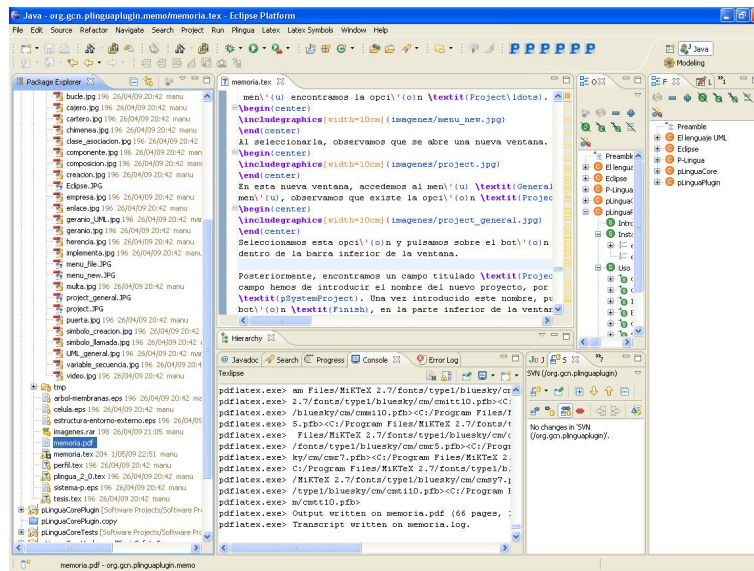 Java - org.gcn.plinguaplugin.memo/memoria.tex - Eclipse Platform
File Edit Source Refactor Navigate Search Project Run Plingua Latex Latex Symbols Window Help
P P P P P P
Java
Modeling
Package Explorer
bucle.jpg 196 26/04/09 20:42 manu
cajero.jpg 196 26/04/09 20:42 manu
cartero.jpg 196 26/04/09 20:42 manu
chimenea.jpg 196 26/04/09 20:42 manu
clase_asociacion.jpg 196 26/04/09 20:42
componente.jpg 196 26/04/09 20:42 manu
composicion.jpg 196 26/04/09 20:42 man
creacion.jpg 196 26/04/09 20:42 manu
Eclipse.JPG
empresa.jpg 196 26/04/09 20:42 manu
enlace.jpg 196 26/04/09 20:42 manu
geranio_UML.jpg 196 26/04/09 20:42 man
geranio.jpg 196 26/04/09 20:42 manu
herencia.jpg 196 26/04/09 20:42 manu
implementa.jpg 196 26/04/09 20:42 manu
menu_file.JPG
menu_new.JPG
multa.jpg 196 26/04/09 20:42 manu
project_general.JPG
project.JPG
puerta.jpg 196 26/04/09 20:42 manu
simbolo_creacion.jpg 196 26/04/09 20:42
simbolo_llamada.jpg 196 26/04/09 20:42
UML_general.jpg 196 26/04/09 20:42 man
variable_secuencia.jpg 196 26/04/09 20:4
video.jpg 196 26/04/09 20:42 manu
tmp
arbol-membranas.eps 196 26/04/09 20:42 manu
celula.eps 196 26/04/09 20:42 manu
estructura-entorno-externo.eps 196 26/04/09
imagenes.rar 198 26/04/09 21:05 manu
memoria.pdf
memoria.tex 204 1/05/09 22:51 manu
perfil.tex 196 26/04/09 20:42 manu
plingua_2_0.tex 196 26/04/09 20:42 manu
sistema-p.eps 196 26/04/09 20:42 manu
tesis.tex 196 26/04/09 20:42 manu
pLinguaCorePlugin [Software Projects/Software Pr
pLinguaCorePlugin.copy
pLinguaCoreTests [Software Projects/Software Pro
memoria.tex
men\'{u} encontramos la opci\'{o}n \textit{Project\ldots}.
\begin{center}
\includegraphics[width=10cm]{imagenes/menu_new.jpg}
\end{center}
Al seleccionarla, observamos que se abre una nueva ventana.
\begin{center}
\includegraphics[width=10cm]{imagenes/project.jpg}
\end{center}
En esta nueva ventana, accedemos al men\'{u} \textit{General
men\'{u}, observamos que existe la opci\'{o}n \textit{Projec
\begin{center}
\includegraphics[width=10cm]{imagenes/project_general.jpg}
\end{center}
Seleccionamos esta opci\'{o}n y pulsamos sobre el bot\'{o}n
dentro de la barra inferior de la ventana.
Posteriormente, encontramos un campo titulado \textit{Projec
campo hemos de introducir el nombre del nuevo proyecto, por
\textit{pSystemProject}. Una vez introducido este nombre, pu
bot\'{o}n \textit{Finish}, en la parte inferior de la ventan
Hierarchy
Javadoc Search Progress Console Error Log
Texlipse
pdflatex.exe> am Files/MiKTeX 2.7/fonts/type1/bluesky/cm
pdflatex.exe> 2.7/fonts/type1/bluesky/cm/cmitt10.pfb><C:
pdflatex.exe> /bluesky/cm/cmmi10.pfb><C:/Program Files/M
pdflatex.exe> 5.pfb><C:/Program Files/MiKTeX 2.7/fonts/t
pdflatex.exe> Files/MiKTeX 2.7/fonts/type1/bluesky/cm/c
pdflatex.exe> /fonts/type1/bluesky/cm/cmr5.pfb><C:/Progr
pdflatex.exe> ky/cm/cmr7.pfb><C:/Program Files/MiKTeX 2.
pdflatex.exe> C:/Program Files/MiKTeX 2.7/fonts/type1/b
pdflatex.exe> /MiKTeX 2.7/fonts/type1/bluesky/cm/cmsy7.p
pdflatex.exe> /type1/bluesky/cm/cmti10.pfb><C:/Program F
pdflatex.exe> m/cmtt10.pfb>
pdflatex.exe> Output written on memoria.pdf (66 pages,
pdflatex.exe> Transcript written on memoria.log.
Preamble
El lengua
Eclipse
P-Lingua
pLingua
pLinguaP
Intro
Insta
Uso
Preamble
El lenguaje UML
Eclipse
P-Lingua
pLinguaCore
pLinguaPlugin
SVN (/org.gcn.plinguaplugin)
No changes in 'SVN
(/org.gcn.plinguaplugin)'.
memoria.pdf - org.gcn.plinguaplugin.memo